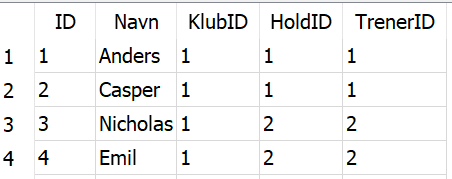 ID Navn KlubID HoldID TrenerID
1 1 Anders 1 1 1
2 2 Casper 1 1 1
3 3 Nicholas 1 2 2
4 4 Emil 1 2 2